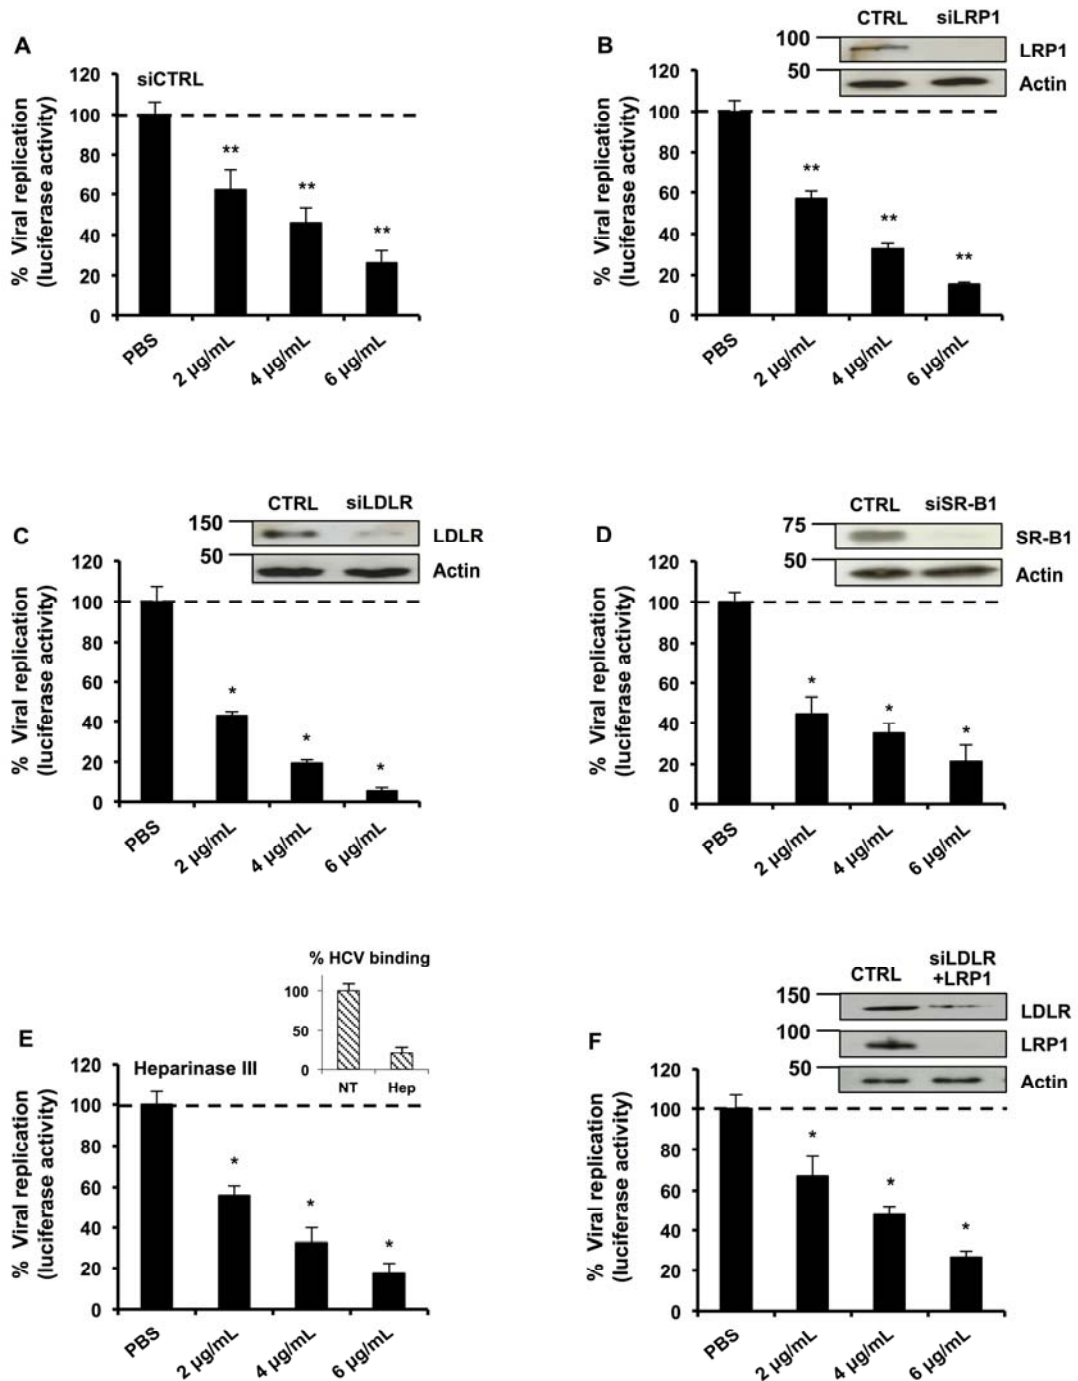 A
siCTRL
% Viral replication
(luciferase activity)
120
100
80
60
40
20
0
**
**
**
PBS
2 µg/mL
4 µg/mL
6 µg/mL
B
CTRL siLRP1
100
LRP1
50
Actin
% Viral replication
(luciferase activity)
120
100
80
60
40
20
0
**
**
**
PBS
2 µg/mL
4 µg/mL
6 µg/mL
C
CTRL siLDLR
150
LDLR
50
Actin
% Viral replication
(luciferase activity)
120
100
80
60
40
20
0
*
*
*
PBS
2 µg/mL
4 µg/mL
6 µg/mL
D
CTRL siSR-B1
75
SR-B1
50
Actin
% Viral replication
(luciferase activity)
120
100
80
60
40
20
0
*
*
*
PBS
2 µg/mL
4 µg/mL
6 µg/mL
E
% HCV binding
100
50
0
NT Hep
Heparinase III
% Viral replication
(luciferase activity)
120
100
80
60
40
20
0
*
*
*
PBS
2 µg/mL
4 µg/mL
6 µg/mL
F
CTRL siLDLR
+LRP1
150
LDLR
100
LRP1
50
Actin
% Viral replication
(luciferase activity)
120
100
80
60
40
20
0
*
*
*
PBS
2 µg/mL
4 µg/mL
6 µg/mL